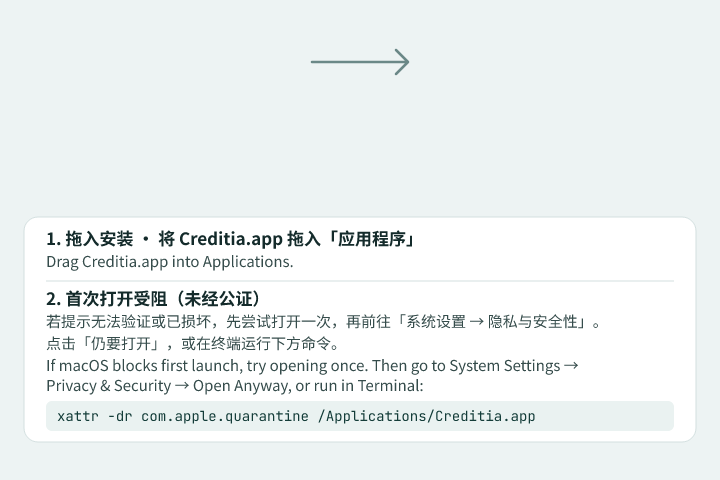 1. 拖入安装 · 将 Creditia.app 拖入「应用程序」
Drag Creditia.app into Applications.
2. 首次打开受阻（未经公证）
若提示无法验证或已损坏，先尝试打开一次，再前往「系统设置 → 隐私与安全性」。
点击「仍要打开」，或在终端运行下方命令。
If macOS blocks first launch, try opening once. Then go to System Settings →
Privacy & Security → Open Anyway, or run in Terminal:
xattr -dr com.apple.quarantine /Applications/Creditia.app